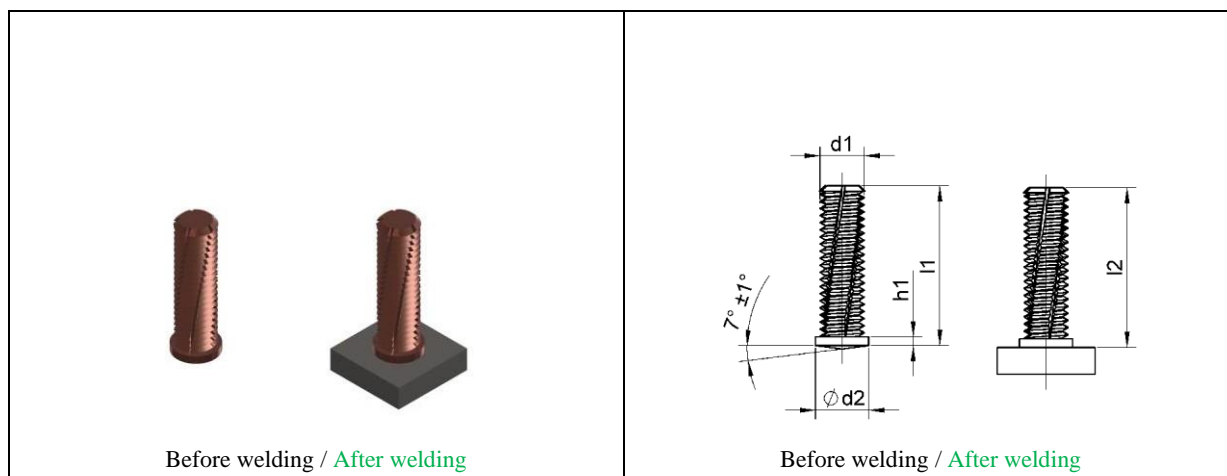 Before welding / After welding
d1
l1
h1
l2
7° ±1°
Ø d2
Before welding / After welding